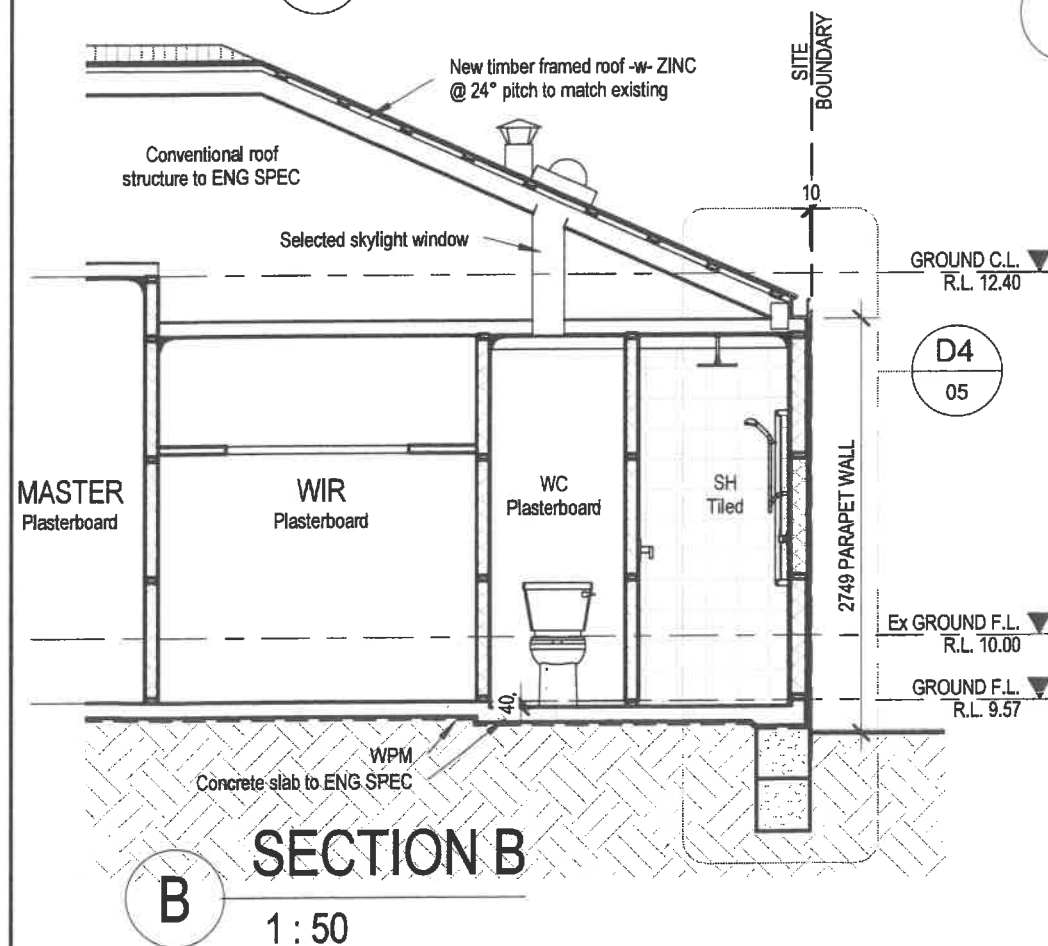 SITE
BOUNDARY
New timber framed roof -w- ZINC
@ 24° pitch to match existing
Conventional roof
structure to ENG SPEC
10
Selected skylight window
GROUND C.L.
R.L. 12.40
D4
05
MASTER
Plasterboard
WIR
Plasterboard
WC
Plasterboard
SH
Tiled
2749 PARAPET WALL
Ex GROUND F.L.
R.L. 10.00
GROUND F.L.
R.L. 9.57
40
WPM
Concrete slab to ENG SPEC
SECTION B
B
1 : 50